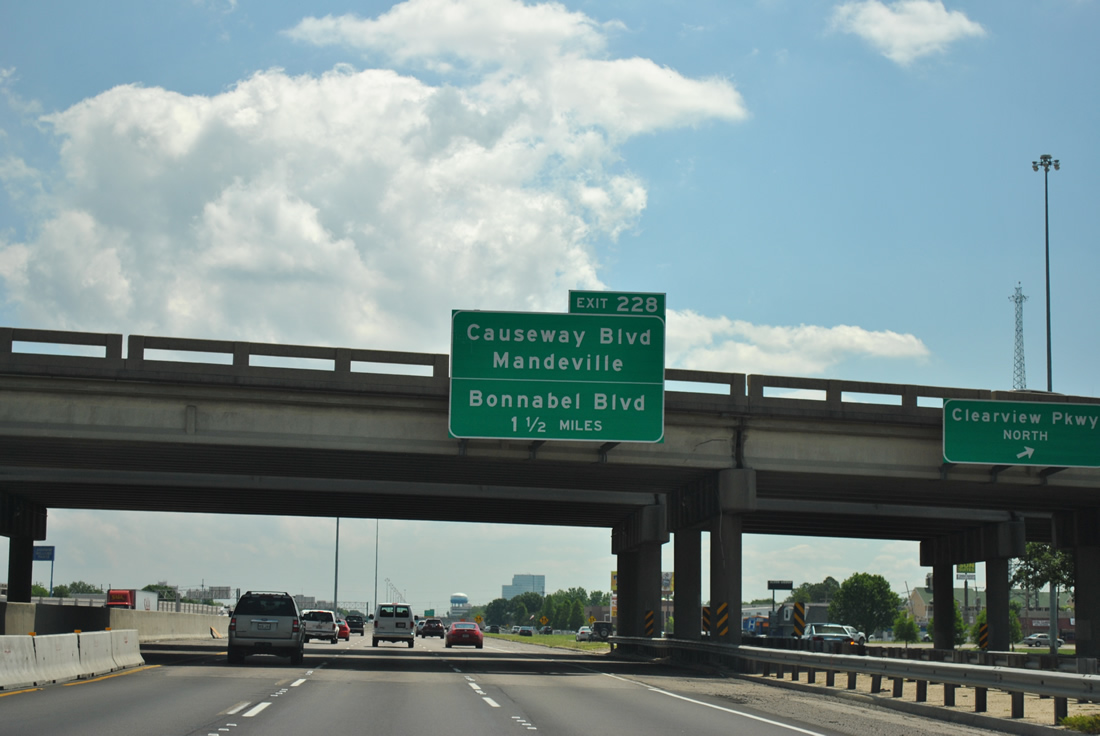 EXIT 228
Causeway Blvd
Mandeville
Bonnabel Blvd
1 1/2 MILES
Clearview Pkwy
NORTH